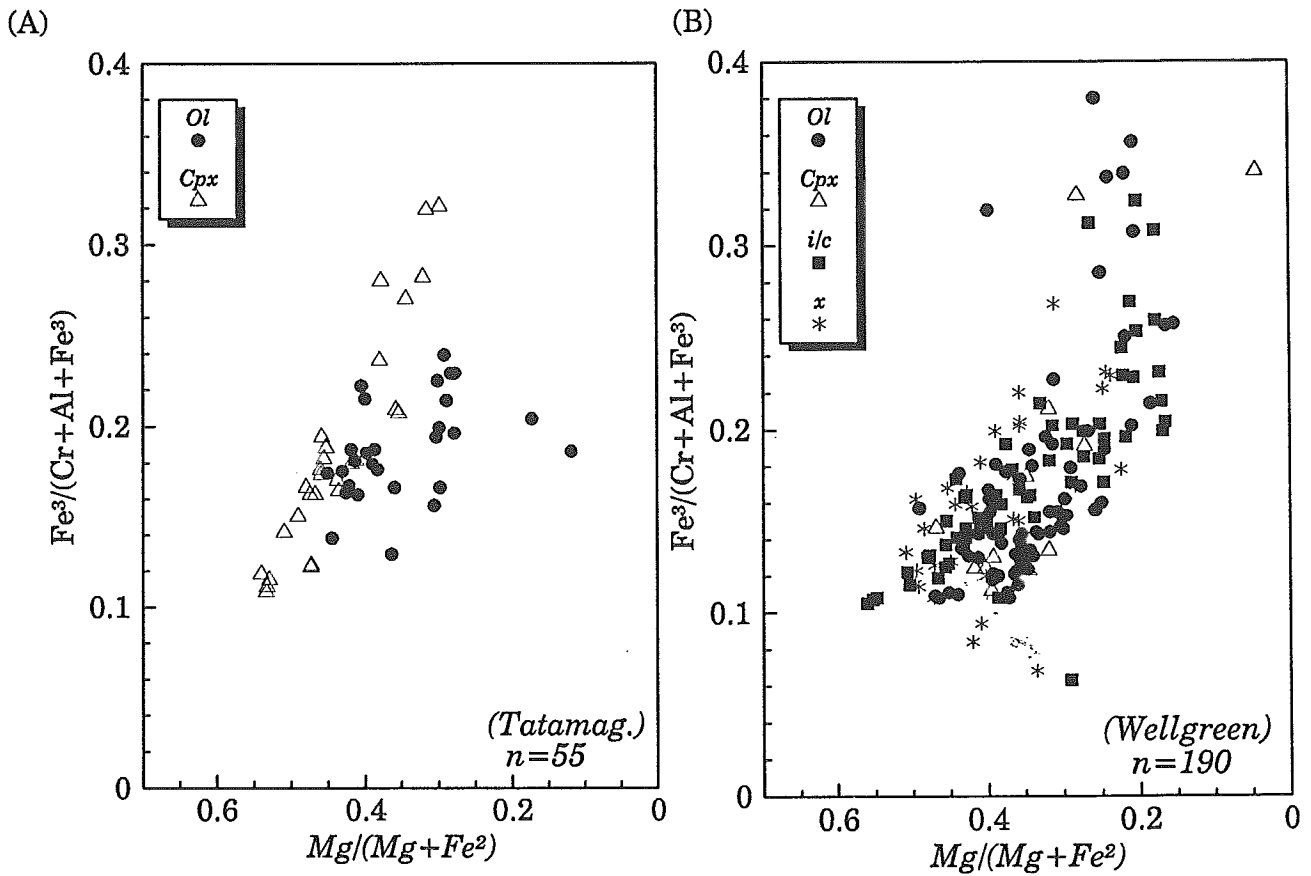 (A)
0.4
0.3
0.2
0.1
0
Fe³/(Cr+Al+Fe³)
Ol
Cpx
(Tatamag.)
n=55
0.6
0.4
0.2
0
Mg/(Mg+Fe²)
(B)
0.4
0.3
0.2
0.1
0
Fe³/(Cr+Al+Fe³)
Ol
Cpx
i/c
x
(Wellgreen)
n=190
0.6
0.4
0.2
0
Mg/(Mg+Fe²)